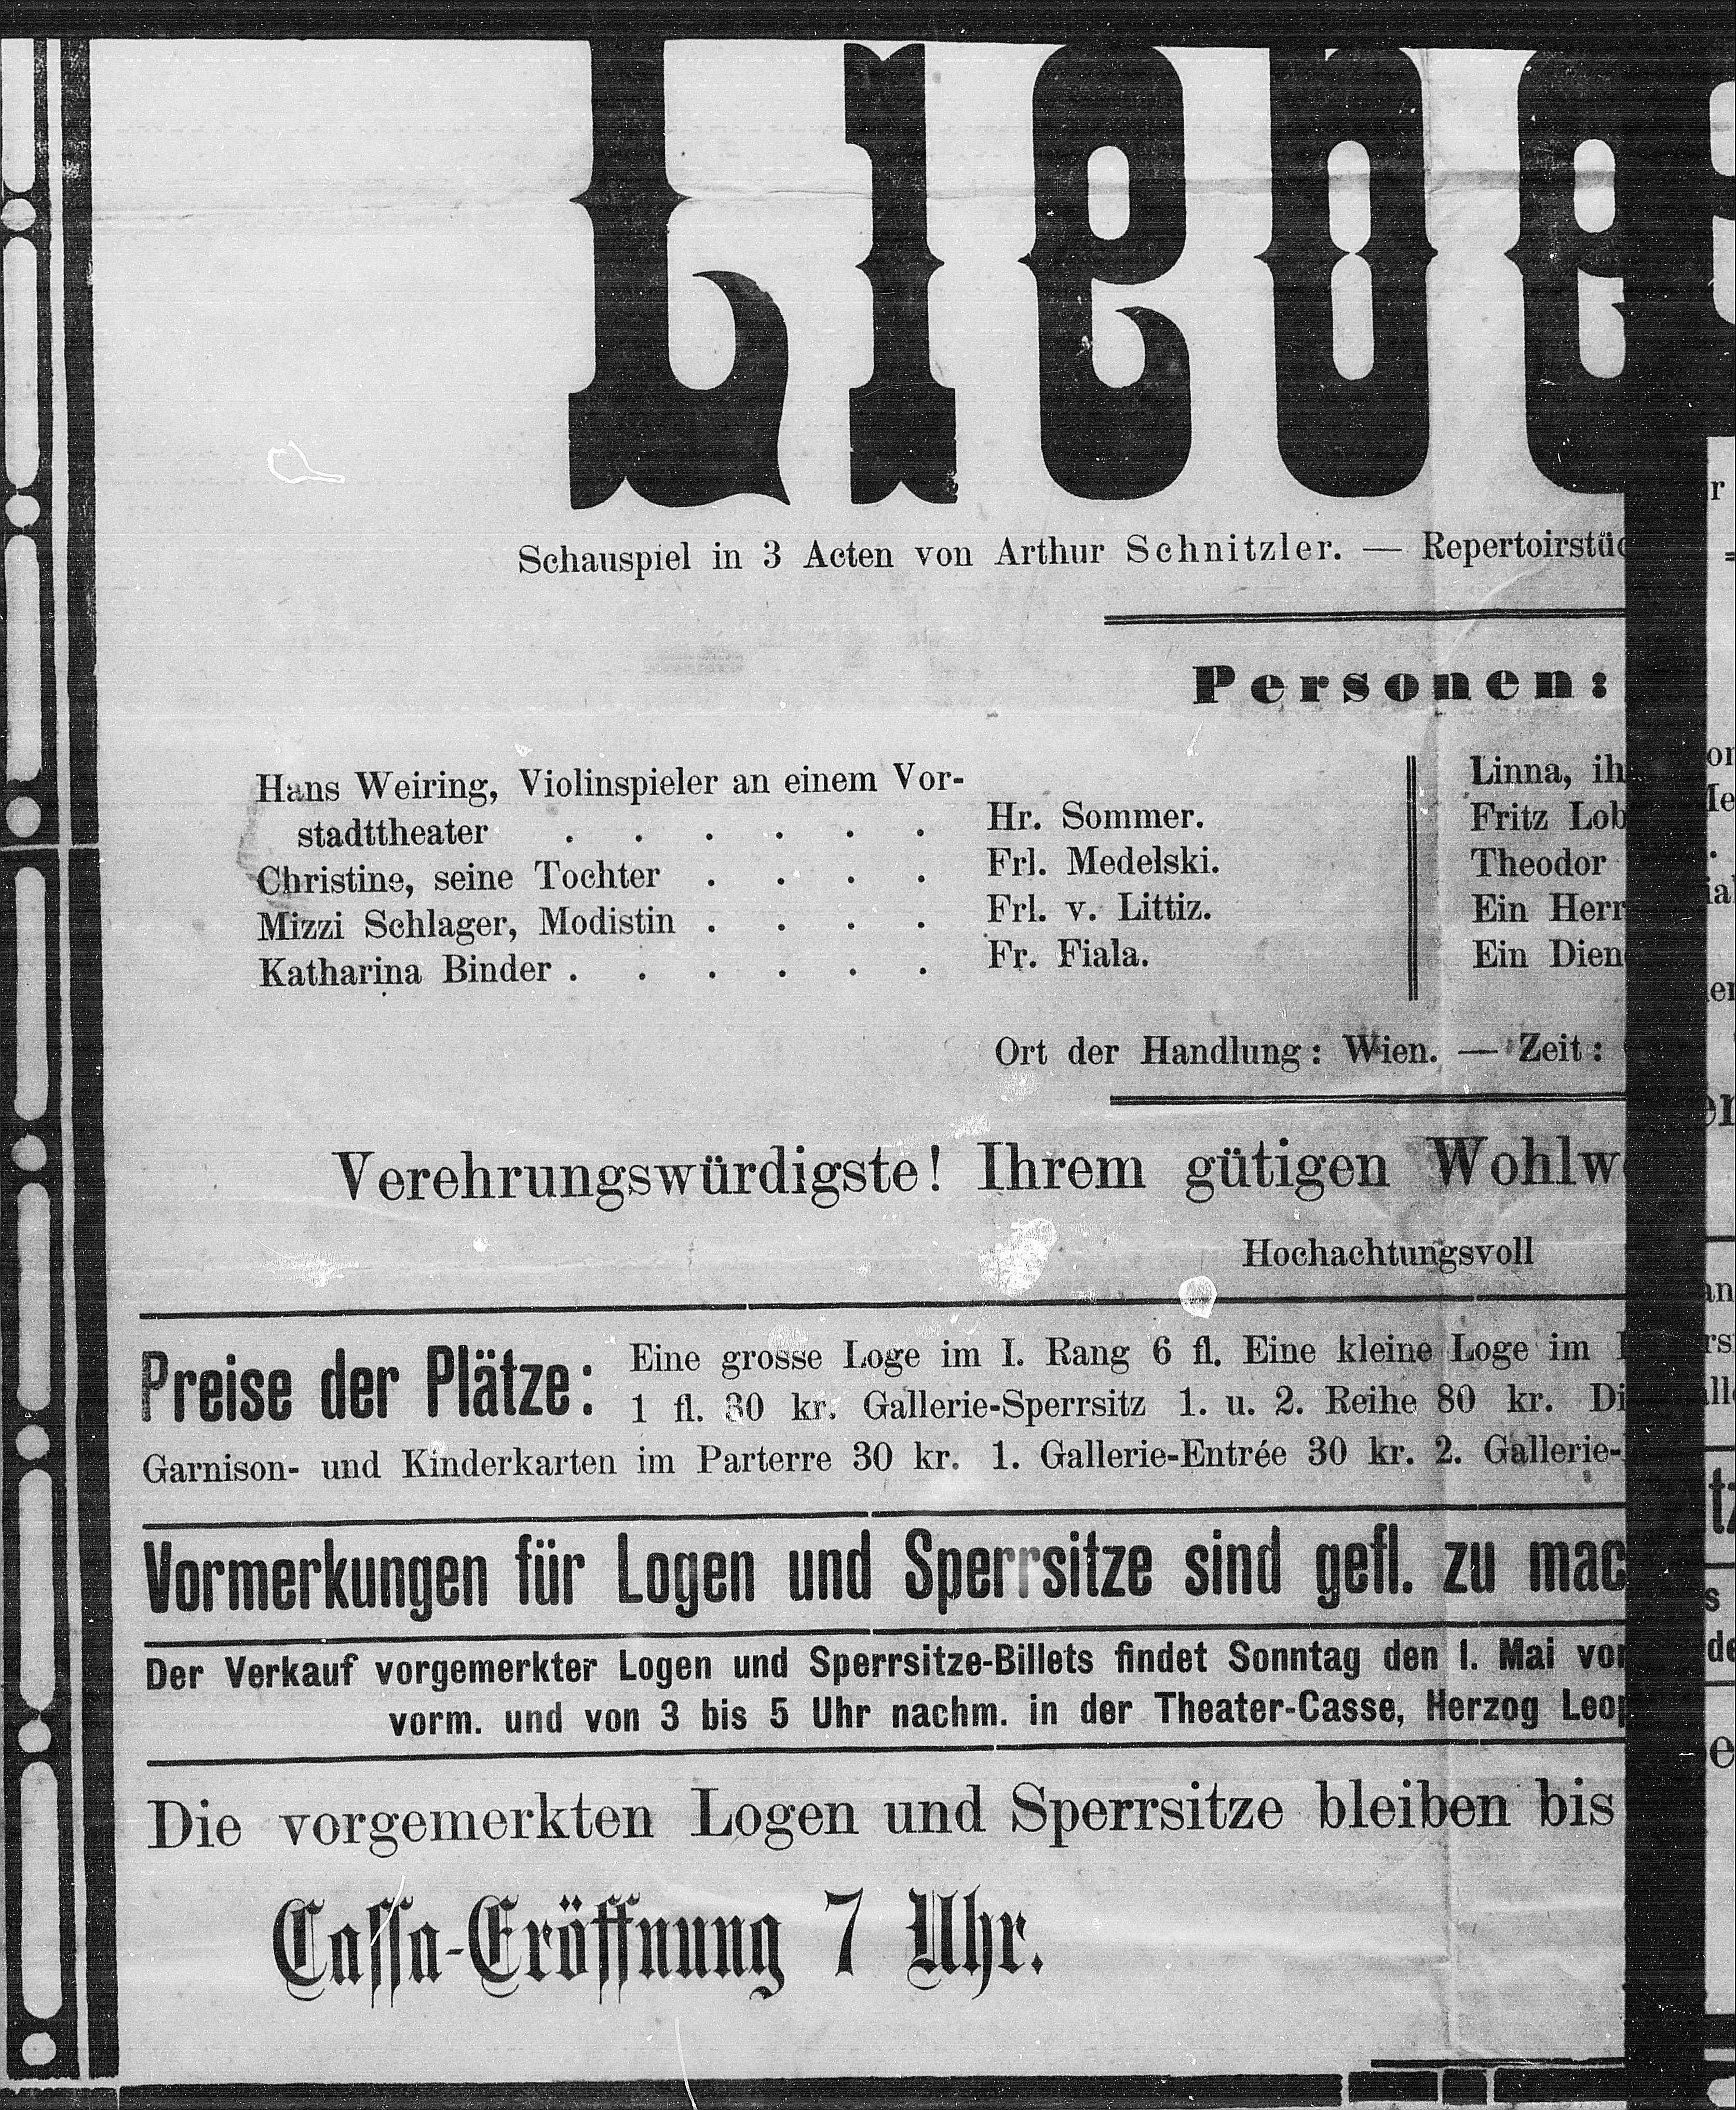 Liebe
Schauspiel in 3 Acten von Arthur Schnitzler. — Repertoirstüc
Personen:
Hans Weiring, Violinspieler an einem Vor-
stadttheater . . . . . . Hr. Sommer.
Christine, seine Tochter . . . . Frl. Medelski.
Mizzi Schlager, Modistin . . . . Frl. v. Littiz.
Katharina Binder . . . . . . Fr. Fiala.
Linna, ih
Fritz Lob
Theodor
Ein Herr
Ein Dien
Ort der Handlung: Wien. — Zeit:
Verehrungswürdigste! Ihrem gütigen Wohlw
Hochachtungsvoll
Preise der Plätze: Eine grosse Loge im I. Rang 6 fl. Eine kleine Loge im I
1 fl. 30 kr. Gallerie-Sperrsitz 1. u. 2. Reihe 80 kr. Di
Garnison- und Kinderkarten im Parterre 30 kr. 1. Gallerie-Entrée 30 kr. 2. Gallerie-
Vormerkungen für Logen und Sperrsitze sind gefl. zu mac
Der Verkauf vorgemerkter Logen und Sperrsitze-Billets findet Sonntag den 1. Mai vor
vorm. und von 3 bis 5 Uhr nachm. in der Theater-Casse, Herzog Leop
Die vorgemerkten Logen und Sperrsitze bleiben bis
Cassa-Eröffnung 7 Uhr.